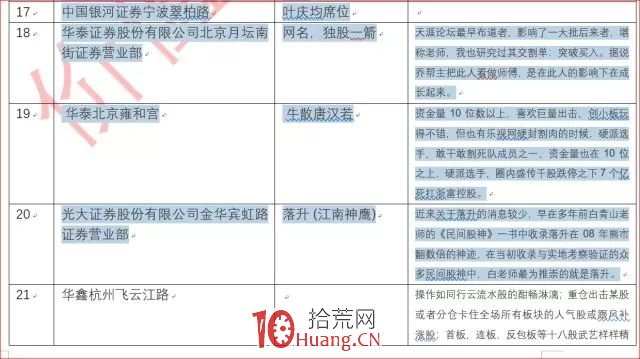 17 中国银河证券宁波翠柏路 叶庆均席位
18 华泰证券股份有限公司北京月坛南街证券营业部 网名，独股一箭
天涯论坛最早布道者，影响了一大批后来者，堪
称老师，我也研究过其交割单：突破买入。据说
乔帮主把此人看做师傅，是在此人的影响下在成
长起来。
19 华泰北京雍和宫 牛散唐汉若
资金量 10 位数以上，喜欢巨量出击，创小板玩
得不错，但也有乐视网硬封割肉的时候，硬派选
手，敢干敢割死队成员之一，资金量也在 10 位
之上，硬派选手，圈内盛传千股跌停之下 7 个亿
死扛浙富控股。
20 光大证券股份有限公司金华宾虹路证券营业部 落升 (江南神鹰)
近来关于落升的消息较少，早在多年前白青山老
师的《民间股神》一书中收录落升在 08 年熊市
翻数倍的神迹，在当初收录与实地考察验证的众
多民间股神中，白老师最为推崇的就是落升。
21 华鑫杭州飞云江路
操作如同行云流水般的酣畅淋漓；重仓出击某股
或者分仓卡住全场所有板块的人气股或跟风补
涨股；首板，连板，反包板等十八般武艺样样精
10 拾荒网
Huang.CN